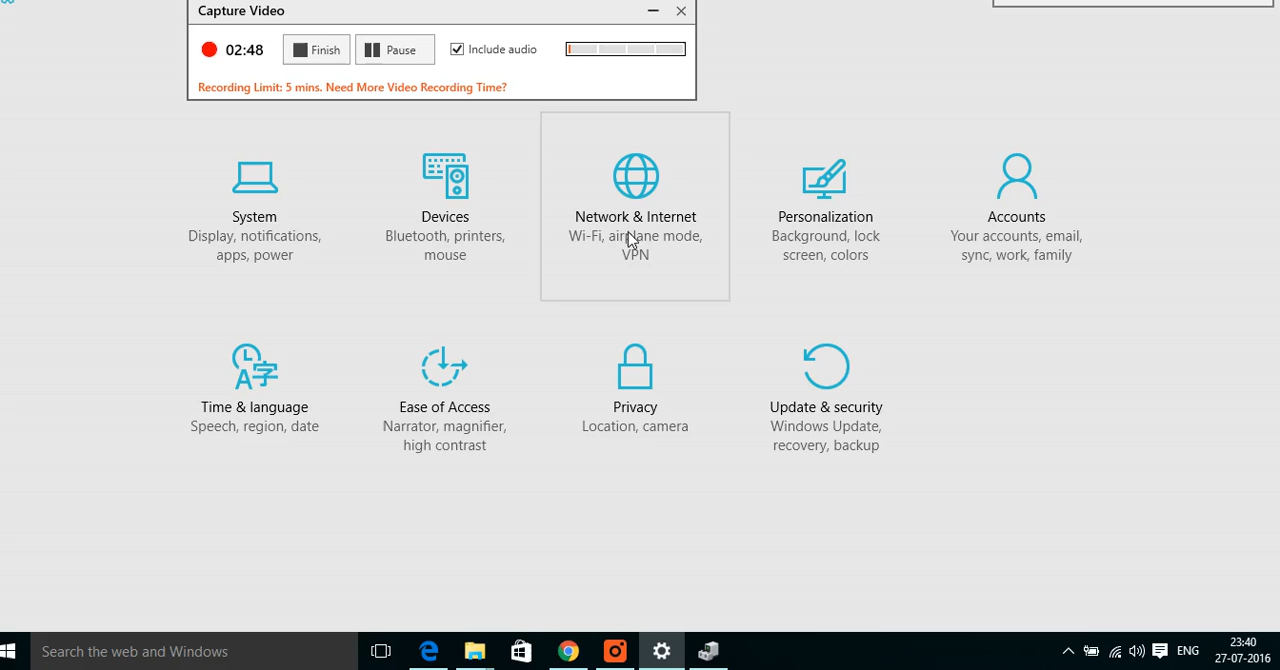 Capture Video
02:48
Finish
Pause
Include audio
Recording Limit: 5 mins. Need More Video Recording Time?
System
Display, notifications,
apps, power
Devices
Bluetooth, printers,
mouse
Network & Internet
Wi-Fi, airplane mode,
VPN
Personalization
Background, lock
screen, colors
Accounts
Your accounts, email,
sync, work, family
Time & language
Speech, region, date
Ease of Access
Narrator, magnifier,
high contrast
Privacy
Location, camera
Update & security
Windows Update,
recovery, backup
Search the web and Windows
ENG
23:40
27-07-2016